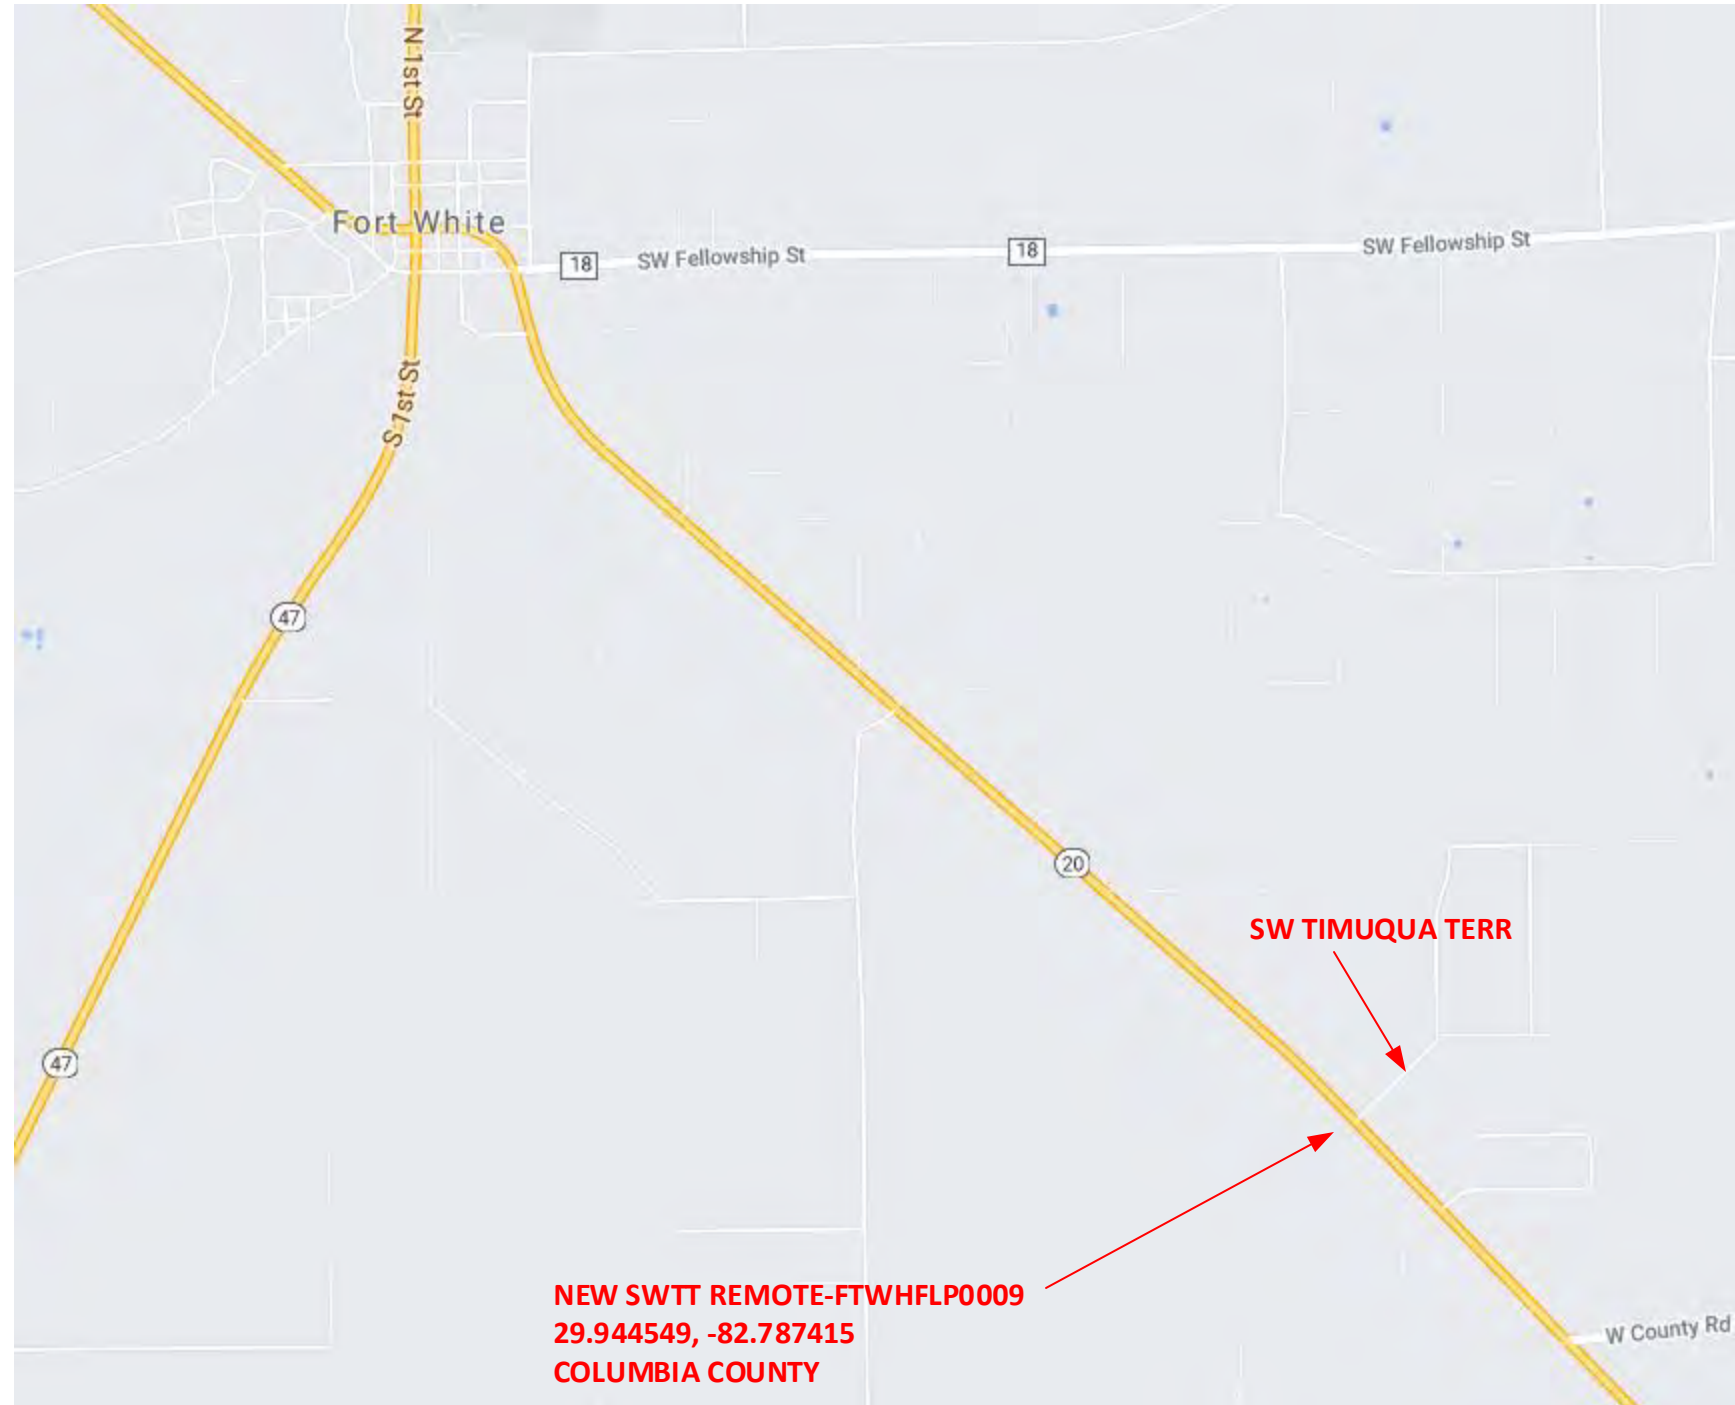 N 1st St
Fort White
18
SW Fellowship St
18
SW Fellowship St
S 1st St
47
20
SW TIMUQUA TERR
47
NEW SWTT REMOTE-FTWHFLP0009
29.944549, -82.787415
COLUMBIA COUNTY
W County Rd